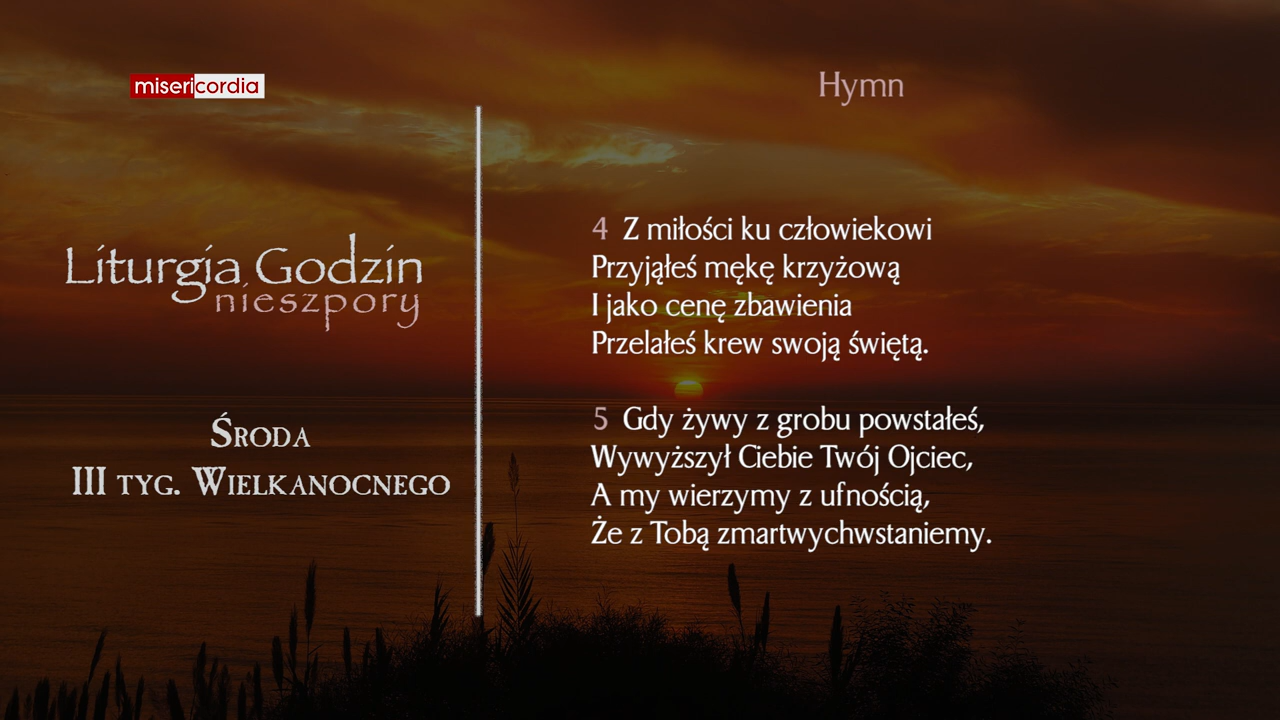 misericordia
Hymn
Liturgia Godzin
nieszpory
Środa
III tyg. Wielkanocnego
4 Z miłości ku człowiekowi
Przyjąłeś mękę krzyżową
I jako cenę zbawienia
Przelałeś krew swoją świętą.
5 Gdy żywy z grobu powstałeś,
Wywyższył Ciebie Twój Ojciec,
A my wierzymy z ufnością,
Że z Tobą zmartwychwstaniemy.